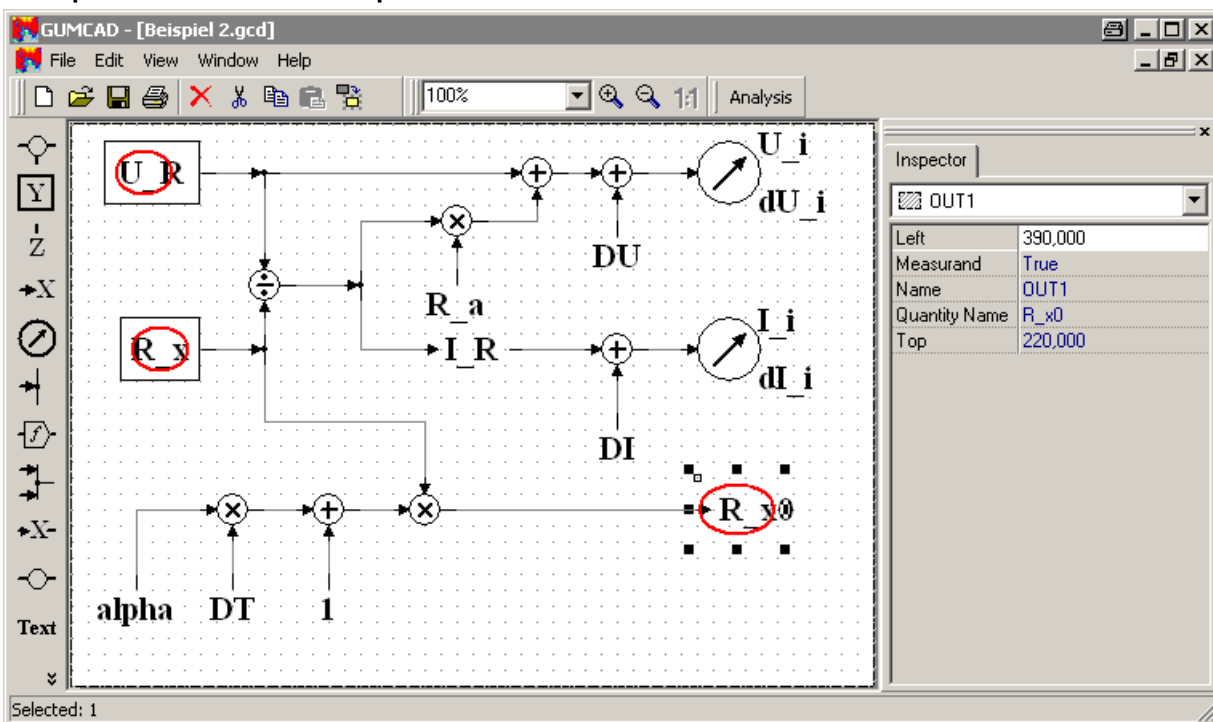 GUMCAD - [Beispiel 2.gcd]
File Edit View Window Help
100% 1:1 Analysis
Y
Z
X
f
X-
Text
U_R
U_i
dU_i
DU
R_a
R_x
I_R
I_i
dI_i
DI
R_x0
alpha DT 1
Inspector
OUT1
Left 390,000
Measurand True
Name OUT1
Quantity Name R_x0
Top 220,000
Selected: 1